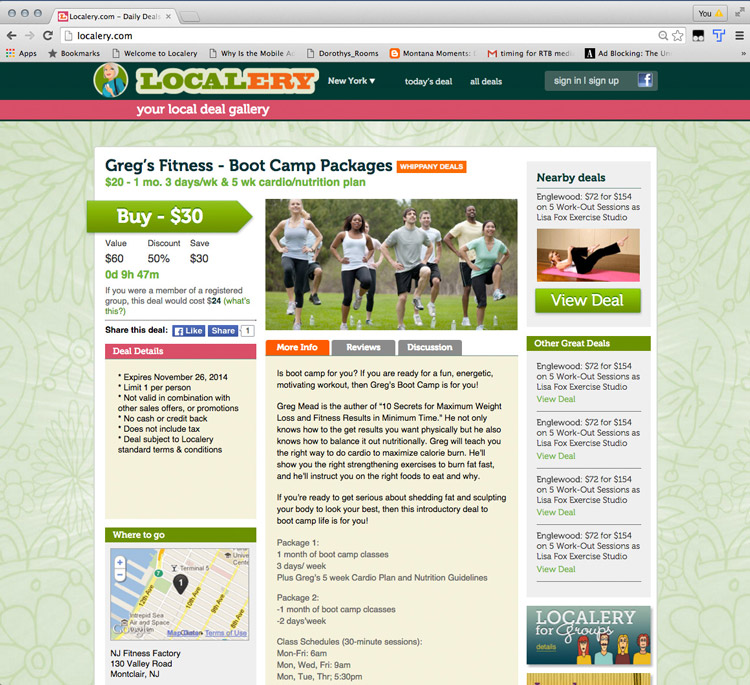 Localery.com – Daily Deals
You
localery.com
Apps
Bookmarks
Welcome to Localery
Why Is the Mobile Ad
Dorothys_Rooms
Montana Moments:
timing for RTB medi
Ad Blocking: The Un
LOCALERY
New York
today's deal
all deals
sign in | sign up
your local deal gallery
Greg's Fitness - Boot Camp Packages
WHIPPANY DEALS
$20 - 1 mo. 3 days/wk & 5 wk cardio/nutrition plan
Buy - $30
Value Discount Save
$60 50% $30
0d 9h 47m
If you were a member of a registered
group, this deal would cost $24 (what's
this?)
Share this deal:
Like
Share
1
Deal Details
* Expires November 26, 2014
* Limit 1 per person
* Not valid in combination with
other sales offers, or promotions
* No cash or credit back
* Does not include tax
* Deal subject to Localery
standard terms & conditions
Where to go
Terminal 5
12th Ave
11th Ave
10th Ave
9th Ave
1
Intrepid Sea
Air and Space
Terms of Use
NJ Fitness Factory
130 Valley Road
Montclair, NJ
More Info
Reviews
Discussion
Is boot camp for you? If you are ready for a fun, energetic,
motivating workout, then Greg's Boot Camp is for you!
Greg Mead is the auther of "10 Secrets for Maximum Weight
Loss and Fitness Results in Minimum Time." He not only
knows how to the get results you want physically but he also
knows how to balance it out nutritionally. Greg will teach you
the right way to do cardio to maximize calorie burn. He'll
show you the right strengthening exercises to burn fat fast,
and he'll instruct you on the right foods to eat and why.
If you're ready to get serious about shedding fat and sculpting
your body to look your best, then this introductory deal to
boot camp life is for you!
Package 1:
1 month of boot camp classes
3 days/ week
Plus Greg's 5 week Cardio Plan and Nutrition Guidelines
Package 2:
-1 month of boot camp clcasses
-2 days'week
Class Schedules (30-minute sessions):
Mon-Fri: 6am
Mon, Wed, Fri: 9am
Mon, Tue, Thr; 5:30pm
Nearby deals
Englewood: $72 for $154
on 5 Work-Out Sessions as
Lisa Fox Exercise Studio
View Deal
Other Great Deals
Englewood: $72 for $154
on 5 Work-Out Sessions as
Lisa Fox Exercise Studio
View Deal
Englewood: $72 for $154
on 5 Work-Out Sessions as
Lisa Fox Exercise Studio
View Deal
Englewood: $72 for $154
on 5 Work-Out Sessions as
Lisa Fox Exercise Studio
View Deal
Englewood: $72 for $154
on 5 Work-Out Sessions as
Lisa Fox Exercise Studio
View Deal
LOCALERY
for Groups
details